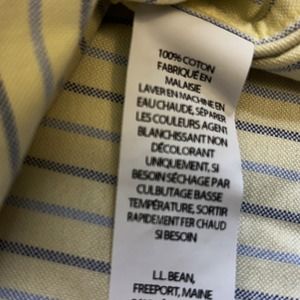 100% COTON
FABRIQUÉ EN
MALAISIE
LAVER EN MACHINE EN
EAU CHAUDE, SÉPARER
LES COULEURS AGENT
BLANCHISSANT NON
DÉCOLORANT
UNIQUEMENT, SI
BESOIN SÉCHAGE PAR
CULBUTAGE BASSE
TEMPÉRATURE, SORTIR
RAPIDEMENT FER CHAUD
SI BESOIN
L.L. BEAN,
FREEPORT, MAINE